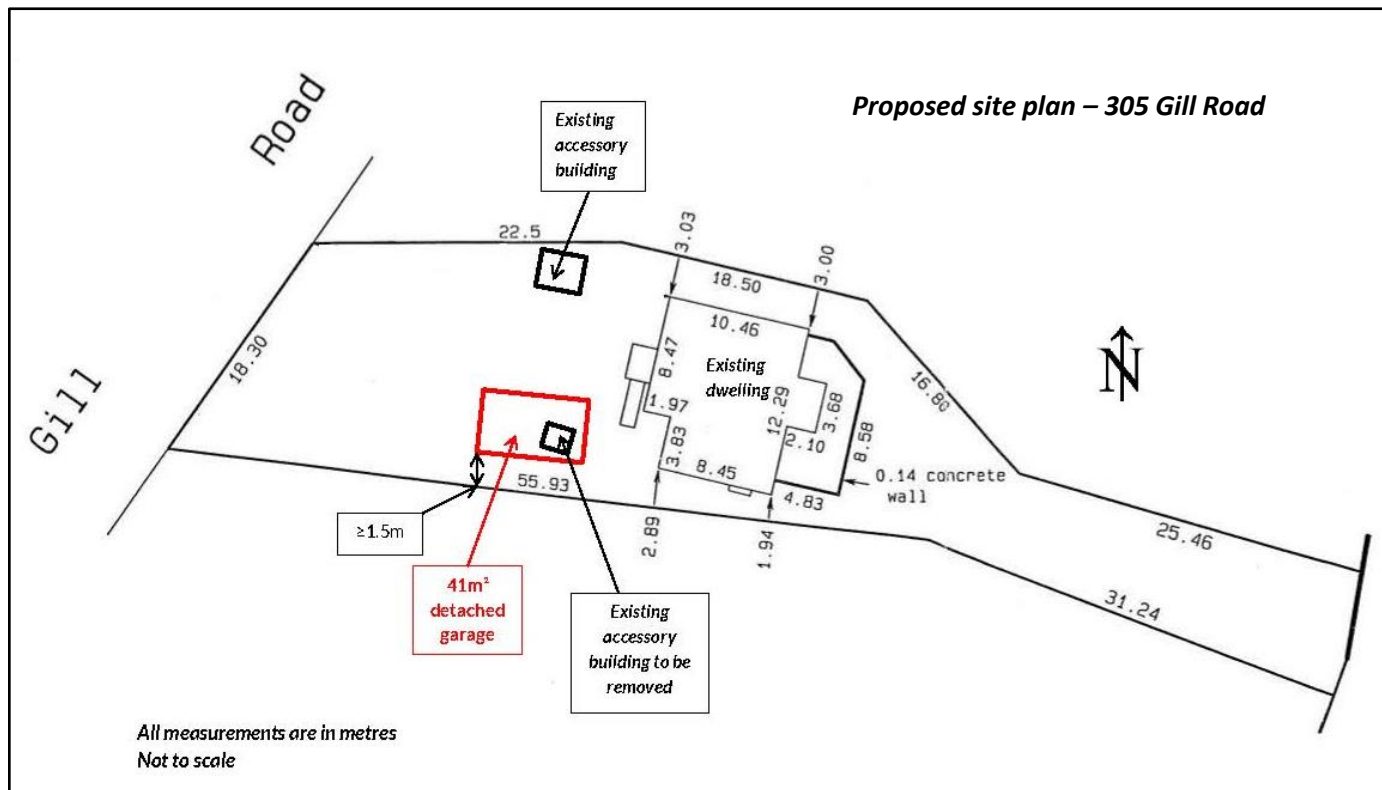 Proposed site plan – 305 Gill Road
Gill Road
Existing
accessory
building
22.5
3.03
18.50
3.00
18.30
10.46
8.47
Existing
dwelling
16.80
1.97
12.29
3.68
2.10
8.58
3.83
8.45
4.83
0.14 concrete
wall
N
55.93
2.89
1.94
≥1.5m
41m²
detached
garage
Existing
accessory
building to be
removed
25.46
31.24
All measurements are in metres
Not to scale